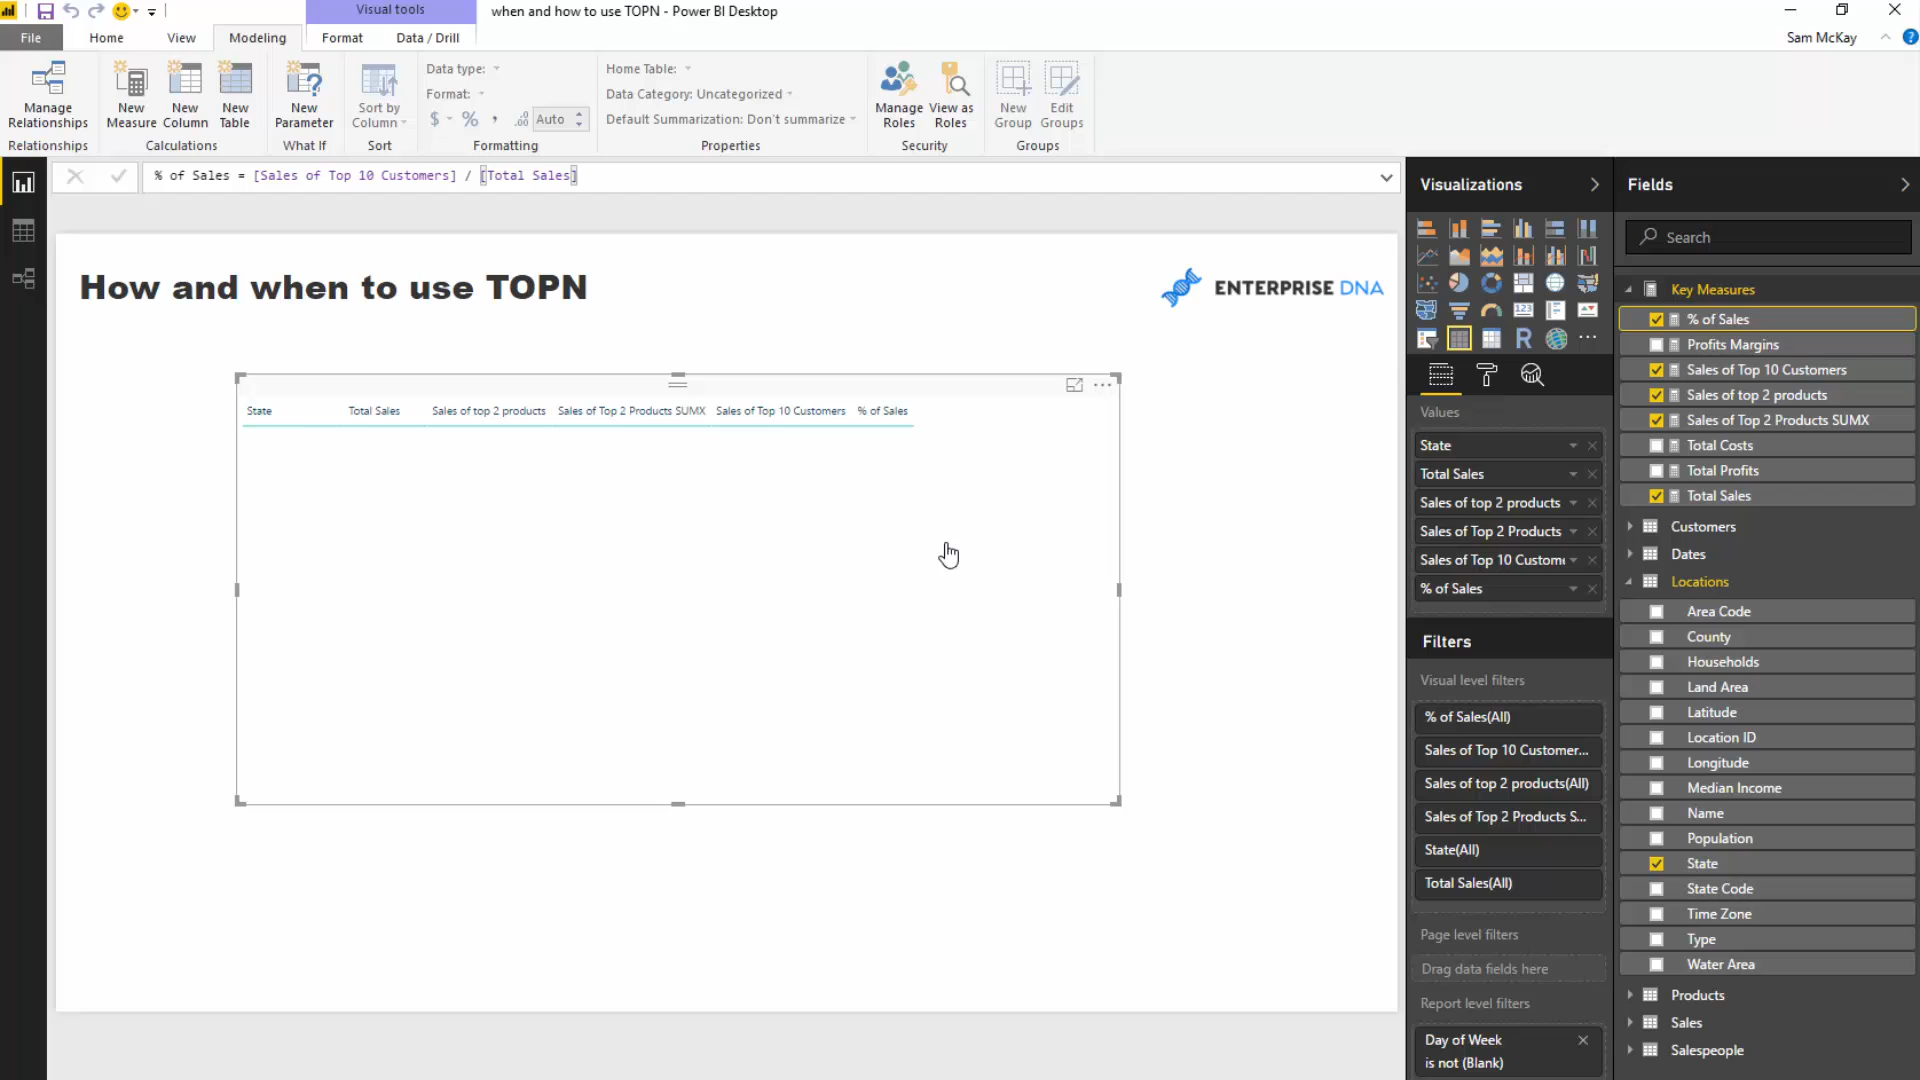 Visual tools
when and how to use TOPN - Power BI Desktop
File
Home
View
Modeling
Format
Data / Drill
Sam McKay
Manage Relationships
New Measure
New Column
New Table
New Parameter
Sort by Column
Data type:
Format:
$ % , .00 Auto
Home Table:
Data Category: Uncategorized
Default Summarization: Don't summarize
Manage Roles
View as Roles
New Group
Edit Groups
Relationships
Calculations
What If
Sort
Formatting
Properties
Security
Groups
% of Sales = [Sales of Top 10 Customers] / [Total Sales]
How and when to use TOPN
ENTERPRISE DNA
State
Total Sales
Sales of top 2 products
Sales of Top 2 Products SUMX
Sales of Top 10 Customers
% of Sales
Visualizations
123
R
Values
State
Total Sales
Sales of top 2 products
Sales of Top 2 Products
Sales of Top 10 Custome
% of Sales
Filters
Visual level filters
% of Sales(All)
Sales of Top 10 Customer...
Sales of top 2 products(All)
Sales of Top 2 Products S...
State(All)
Total Sales(All)
Page level filters
Drag data fields here
Report level filters
Day of Week
is not (Blank)
Fields
Search
Key Measures
% of Sales
Profits Margins
Sales of Top 10 Customers
Sales of top 2 products
Sales of Top 2 Products SUMX
Total Costs
Total Profits
Total Sales
Customers
Dates
Locations
Area Code
County
Households
Land Area
Latitude
Location ID
Longitude
Median Income
Name
Population
State
State Code
Time Zone
Type
Water Area
Products
Sales
Salespeople